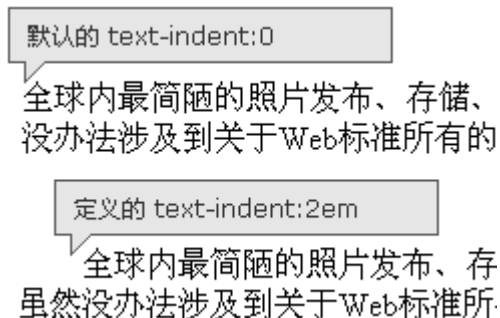 默认的 text-indent:0
全球内最简陋的照片发布、存储、
没办法涉及到关于Web标准所有的
定义的 text-indent:2em
全球内最简陋的照片发布、存
虽然没办法涉及到关于Web标准所